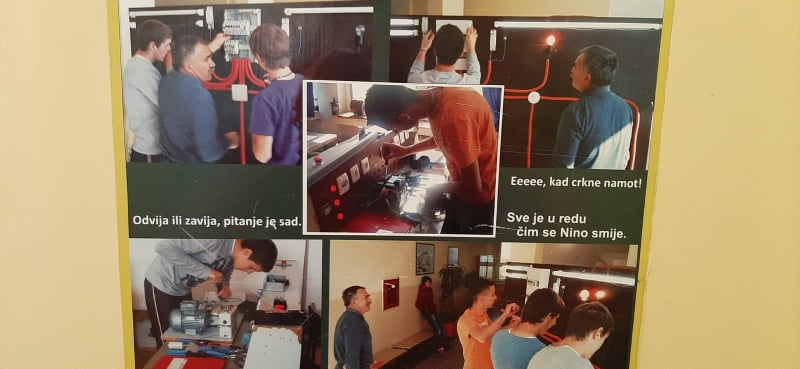 Eeeee, kad crkne namot!
Odvija ili zavija, pitanje je sad.
Sve je u redu
čim se Nino smije.